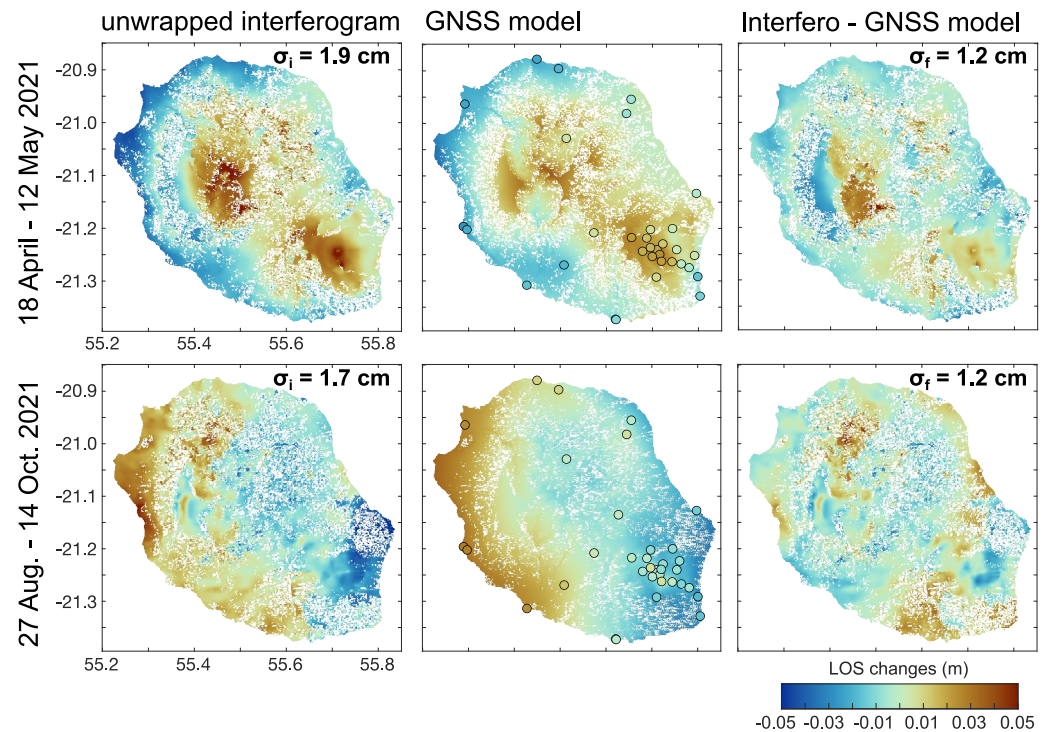 unwrapped interferogram GNSS model Interfero - GNSS model
18 April - 12 May 2021
σi = 1.9 cm
σf = 1.2 cm
-20.9
-21.0
-21.1
-21.2
-21.3
55.2 55.4 55.6 55.8
27 Aug. - 14 Oct. 2021
σi = 1.7 cm
σf = 1.2 cm
-20.9
-21.0
-21.1
-21.2
-21.3
55.2 55.4 55.6 55.8
LOS changes (m)
-0.05 -0.03 -0.01 0.01 0.03 0.05